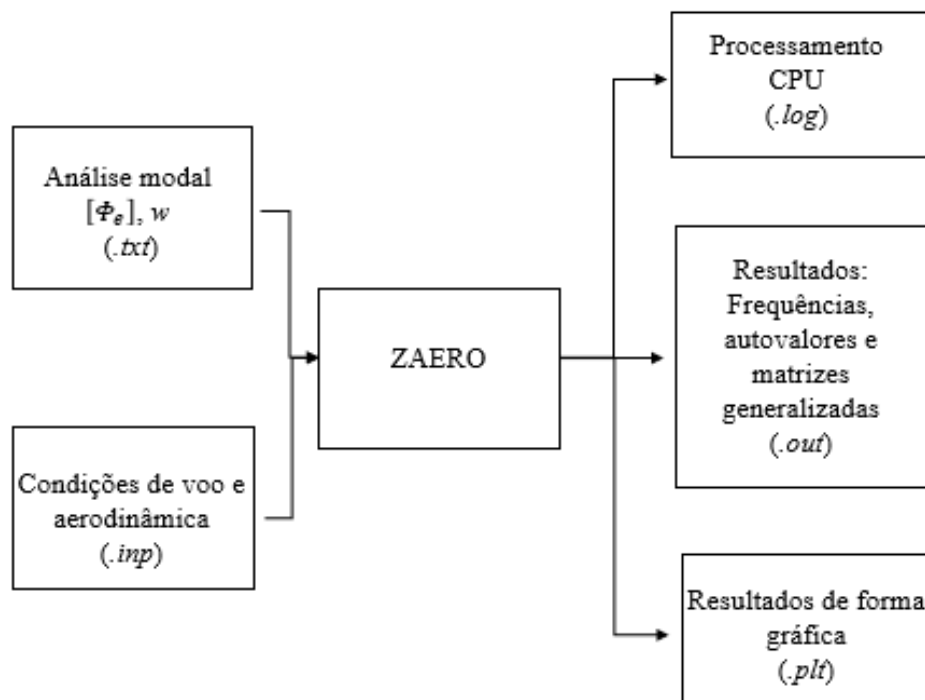 Análise modal
[Φₑ], w
(.txt)
Condições de voo e
aerodinâmica
(.inp)
ZAERO
Processamento
CPU
(.log)
Resultados:
Frequências,
autovalores e
matrizes
generalizadas
(.out)
Resultados de forma
gráfica
(.plt)